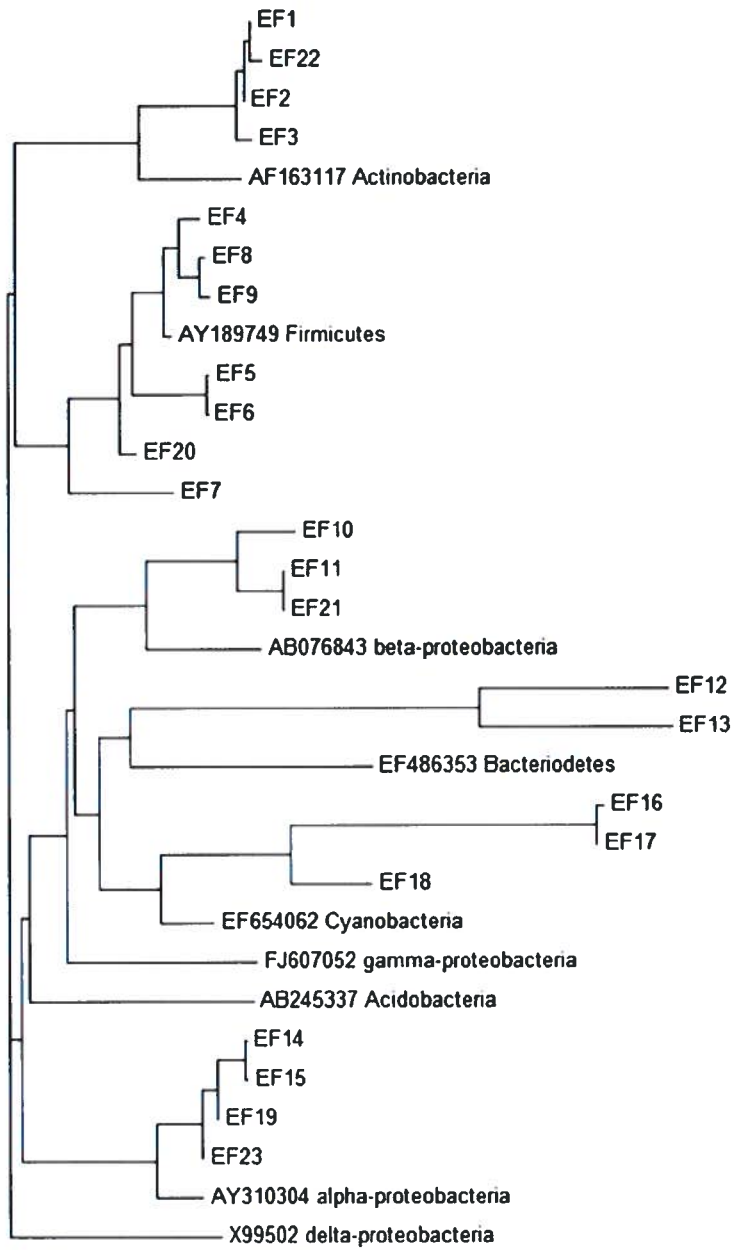 EF1
EF22
EF2
EF3
AF163117 Actinobacteria
EF4
EF8
EF9
AY189749 Firmicutes
EF5
EF6
EF20
EF7
EF10
EF11
EF21
AB076843 beta-proteobacteria
EF12
EF13
EF486353 Bacteriodetes
EF16
EF17
EF18
EF654062 Cyanobacteria
FJ607052 gamma-proteobacteria
AB245337 Acidobacteria
EF14
EF15
EF19
EF23
AY310304 alpha-proteobacteria
X99502 delta-proteobacteria